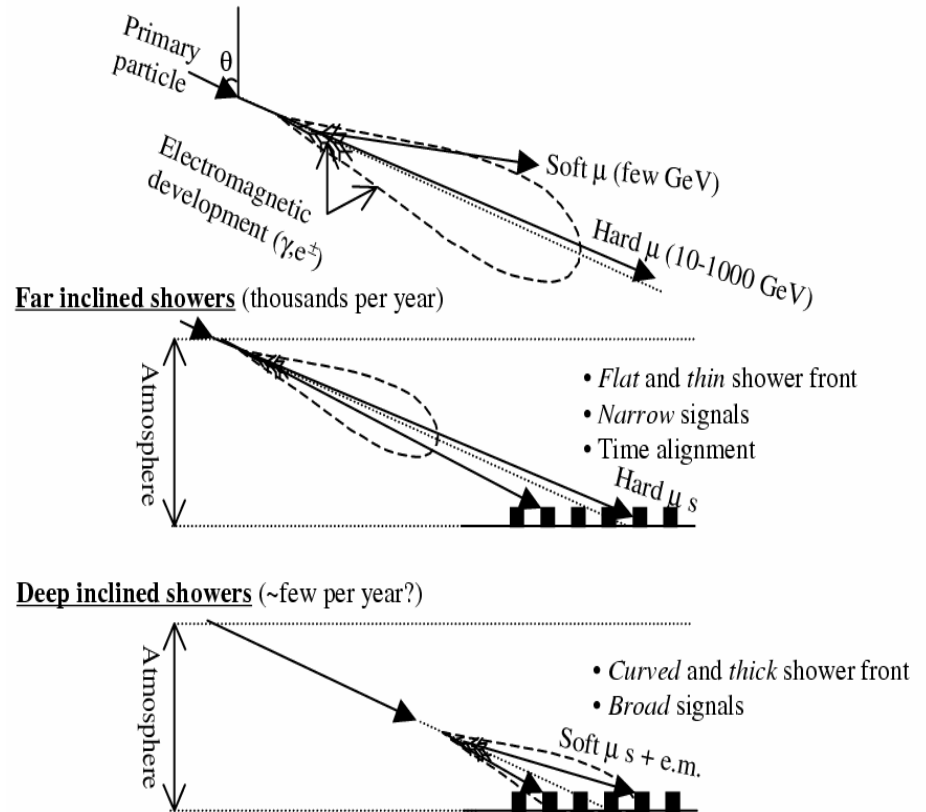 Primary
particle
θ
Electromagnetic
development (γ,e±)
Soft μ (few GeV)
Hard μ (10-1000 GeV)
Far inclined showers (thousands per year)
Atmosphere
• Flat and thin shower front
• Narrow signals
• Time alignment
Hard μ s
Deep inclined showers (~few per year?)
Atmosphere
• Curved and thick shower front
• Broad signals
Soft μ s + e.m.